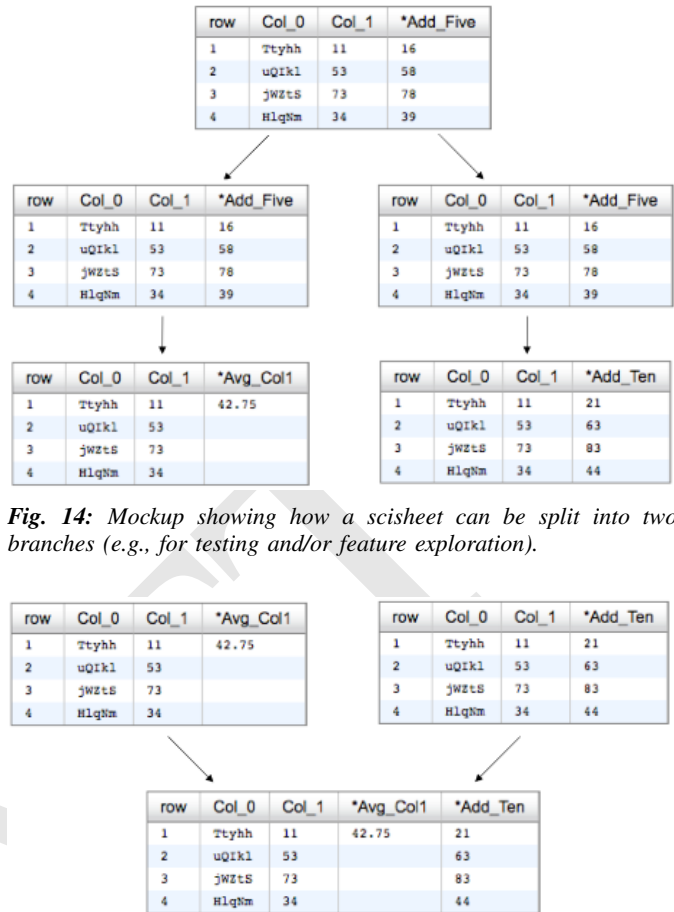 row Col_0 Col_1 *Add_Five
1 Ttyhh 11 16
2 uQIkl 53 58
3 jWZtS 73 78
4 HlqNm 34 39
row Col_0 Col_1 *Add_Five
1 Ttyhh 11 16
2 uQIkl 53 58
3 jWZtS 73 78
4 HlqNm 34 39
row Col_0 Col_1 *Add_Five
1 Ttyhh 11 16
2 uQIkl 53 58
3 jWZtS 73 78
4 HlqNm 34 39
row Col_0 Col_1 *Avg_Col1
1 Ttyhh 11 42.75
2 uQIkl 53
3 jWZtS 73
4 HlqNm 34
row Col_0 Col_1 *Add_Ten
1 Ttyhh 11 21
2 uQIkl 53 63
3 jWZtS 73 83
4 HlqNm 34 44
Fig. 14: Mockup showing how a scisheet can be split into two
branches (e.g., for testing and/or feature exploration).
row Col_0 Col_1 *Avg_Col1
1 Ttyhh 11 42.75
2 uQIkl 53
3 jWZtS 73
4 HlqNm 34
row Col_0 Col_1 *Add_Ten
1 Ttyhh 11 21
2 uQIkl 53 63
3 jWZtS 73 83
4 HlqNm 34 44
row Col_0 Col_1 *Avg_Col1 *Add_Ten
1 Ttyhh 11 42.75 21
2 uQIkl 53 63
3 jWZtS 73 83
4 HlqNm 34 44